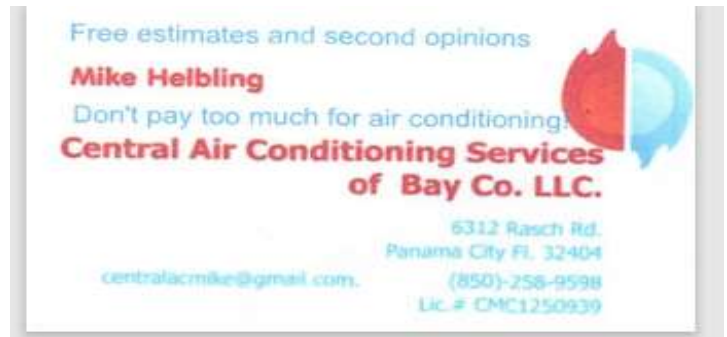 Free estimates and second opinions
Mike Helbling
Don't pay too much for air conditioning!
Central Air Conditioning Services
of Bay Co. LLC.
6312 Rasch Rd.
Panama City Fl. 32404
centralacmike@gmail.com. (850)-258-9598
Lic.# CMC1250939